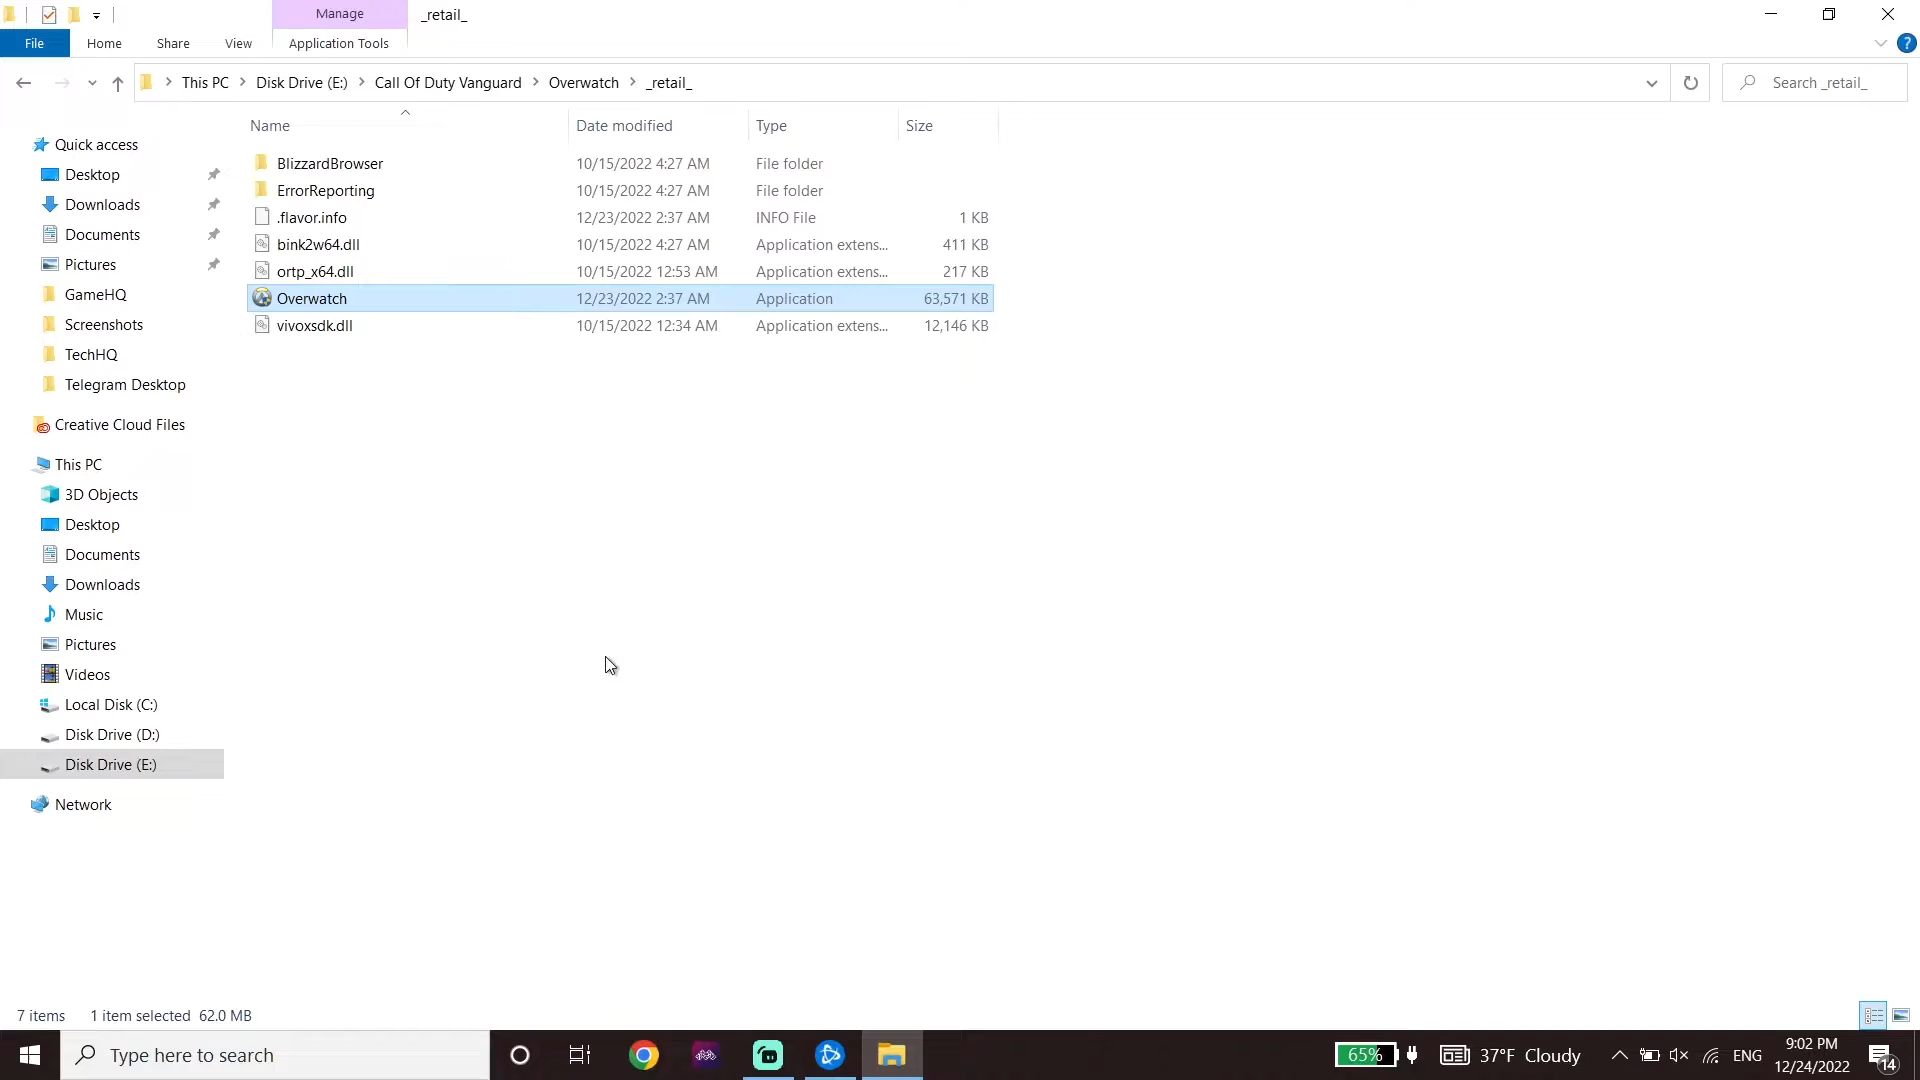 Manage
_retail_
File
Home
Share
View
Application Tools
?
This PC
Disk Drive (E:)
Call Of Duty Vanguard
Overwatch
_retail_
Search _retail_
Name
Date modified
Type
Size
BlizzardBrowser 10/15/2022 4:27 AM File folder
ErrorReporting 10/15/2022 4:27 AM File folder
.flavor.info 12/23/2022 2:37 AM INFO File 1 KB
bink2w64.dll 10/15/2022 4:27 AM Application extens... 411 KB
ortp_x64.dll 10/15/2022 12:53 AM Application extens... 217 KB
Overwatch 12/23/2022 2:37 AM Application 63,571 KB
vivoxsdk.dll 10/15/2022 12:34 AM Application extens... 12,146 KB
Quick access
Desktop
Downloads
Documents
Pictures
GameHQ
Screenshots
TechHQ
Telegram Desktop
Creative Cloud Files
This PC
3D Objects
Desktop
Documents
Downloads
Music
Pictures
Videos
Local Disk (C:)
Disk Drive (D:)
Disk Drive (E:)
Network
7 items 1 item selected 62.0 MB
Type here to search
65%
37°F Cloudy
ENG
9:02 PM
12/24/2022
14